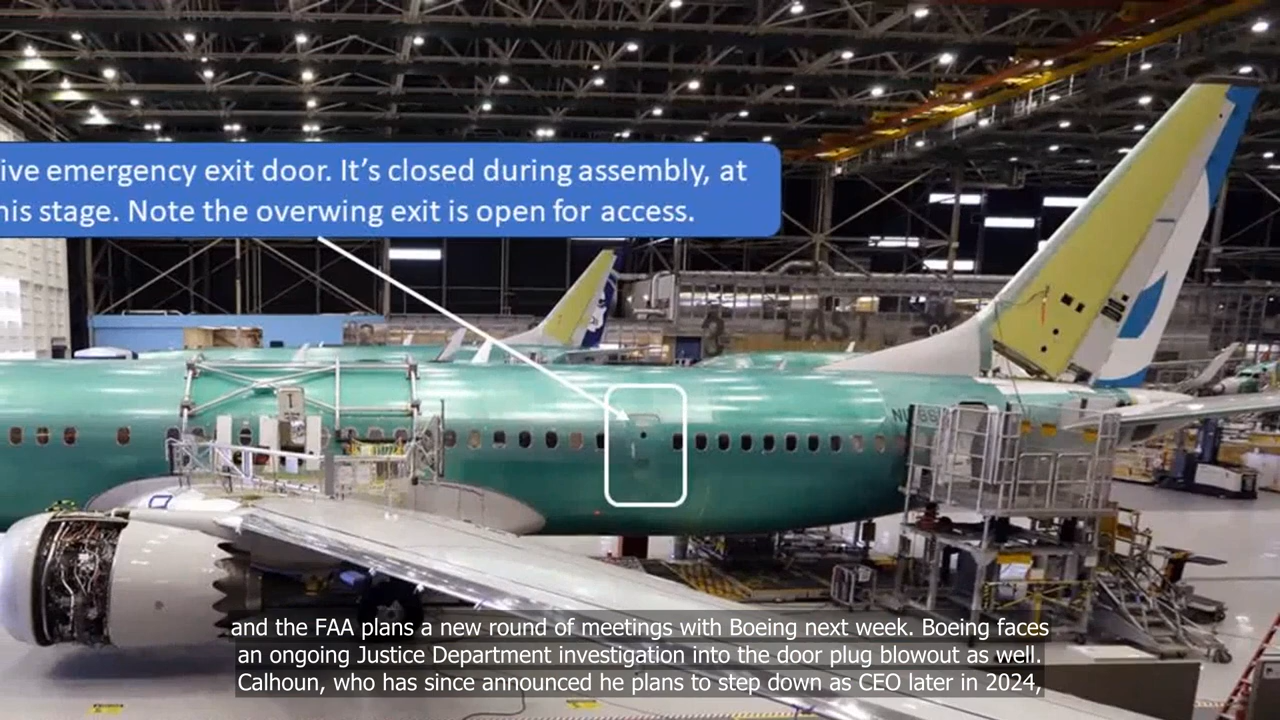 ive emergency exit door. It’s closed during assembly, at
his stage. Note the overwing exit is open for access.
EAST
and the FAA plans a new round of meetings with Boeing next week. Boeing faces
an ongoing Justice Department investigation into the door plug blowout as well.
Calhoun, who has since announced he plans to step down as CEO later in 2024,